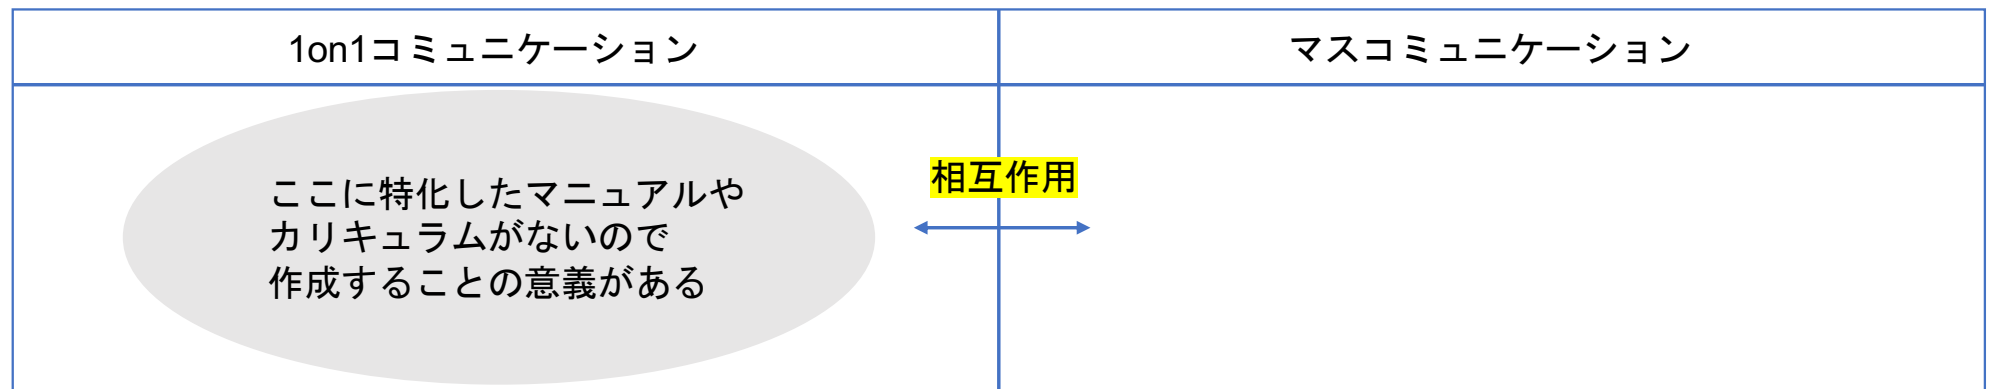 1on1コミュニケーション
マスコミュニケーション
ここに特化したマニュアルや
カリキュラムがないので
作成することの意義がある
相互作用